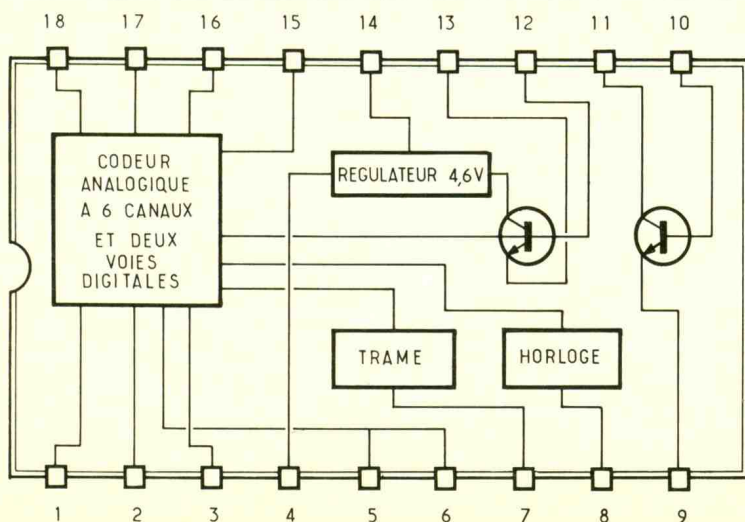 18 17 16 15 14 13 12 11 10
CODEUR
ANALOGIQUE
A 6 CANAUX
ET DEUX
VOIES
DIGITALES
REGULATEUR 4,6V
TRAME
HORLOGE
1 2 3 4 5 6 7 8 9